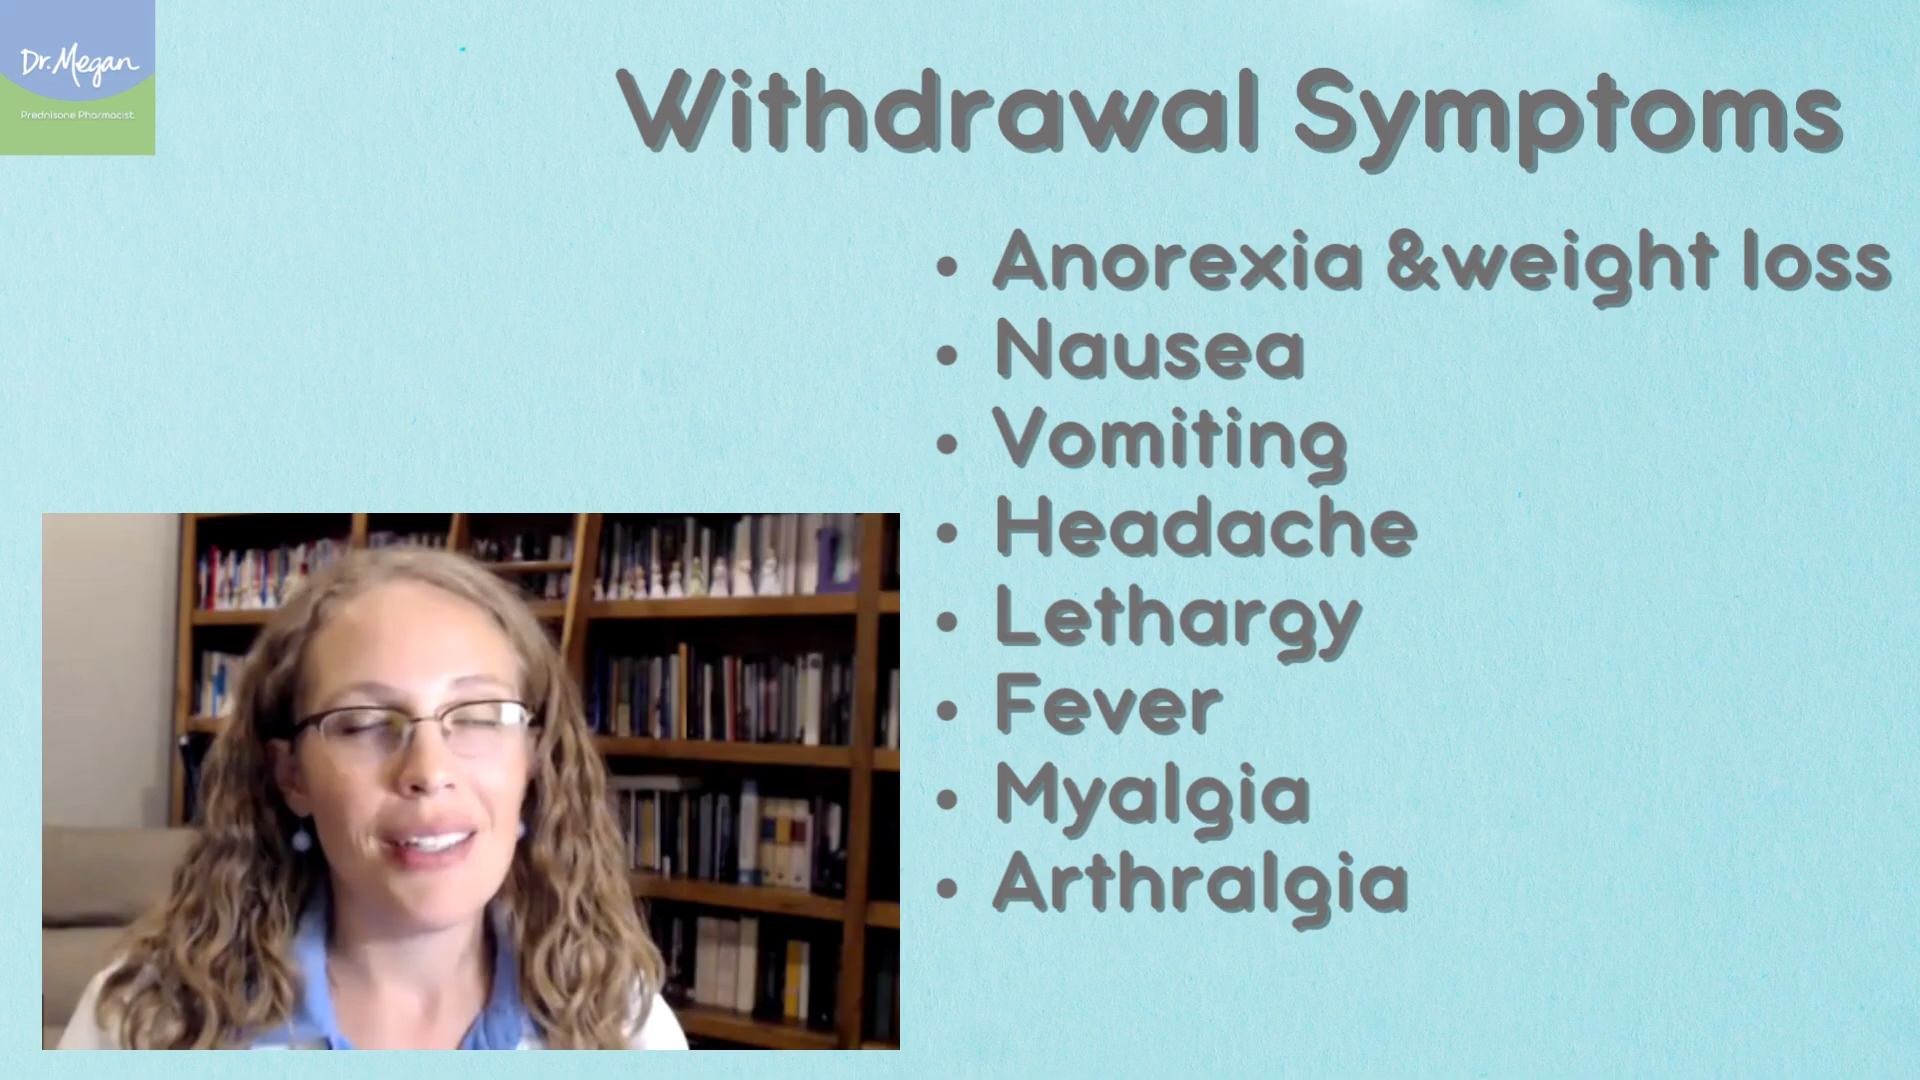 Dr. Megan
Prednisone Pharmacist
Withdrawal Symptoms
• Anorexia &weight loss
• Nausea
• Vomiting
• Headache
• Lethargy
• Fever
• Myalgia
• Arthralgia